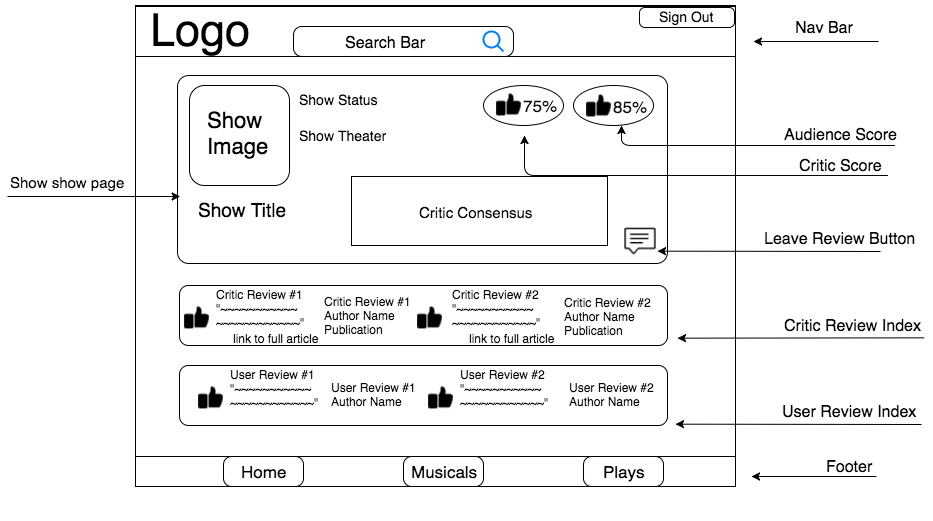 Logo
Search Bar
Sign Out
Nav Bar
Show
Image
Show Status
Show Theater
75%
85%
Audience Score
Critic Score
Show show page
Show Title
Critic Consensus
Leave Review Button
Critic Review #1
"~~~~~~~~~~~
~~~~~~~~~~~~"
link to full article
Critic Review #1
Author Name
Publication
Critic Review #2
"~~~~~~~~~~~
~~~~~~~~~~~~"
link to full article
Critic Review #2
Author Name
Publication
Critic Review Index
User Review #1
"~~~~~~~~~~~
~~~~~~~~~~~~"
User Review #1
Author Name
User Review #2
"~~~~~~~~~~~
~~~~~~~~~~~~"
User Review #2
Author Name
User Review Index
Home
Musicals
Plays
Footer